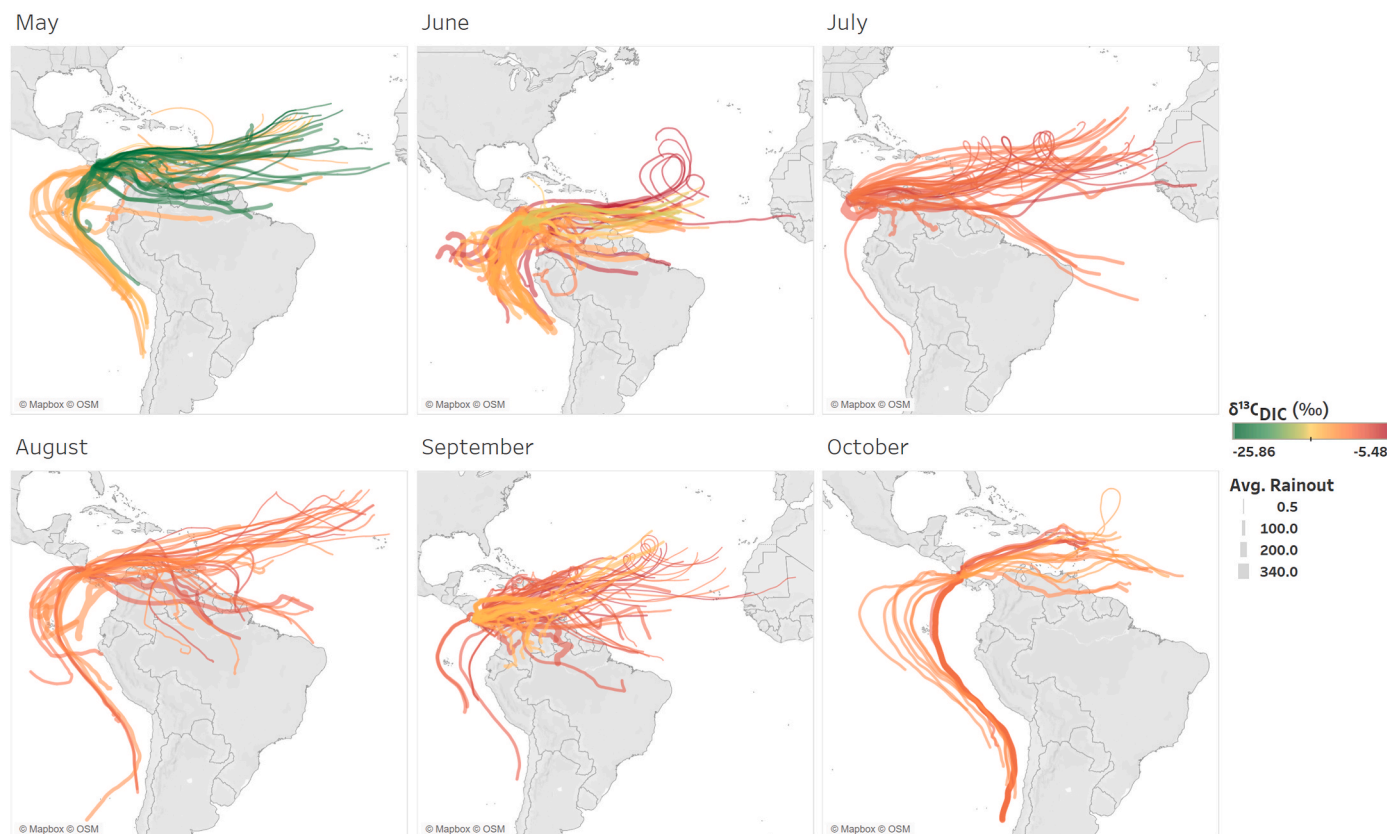 May
June
July
© Mapbox © OSM
© Mapbox © OSM
© Mapbox © OSM
δ¹³C_DIC (‰)
-25.86
-5.48
August
September
October
Avg. Rainout
0.5
100.0
200.0
340.0
© Mapbox © OSM
© Mapbox © OSM
© Mapbox © OSM